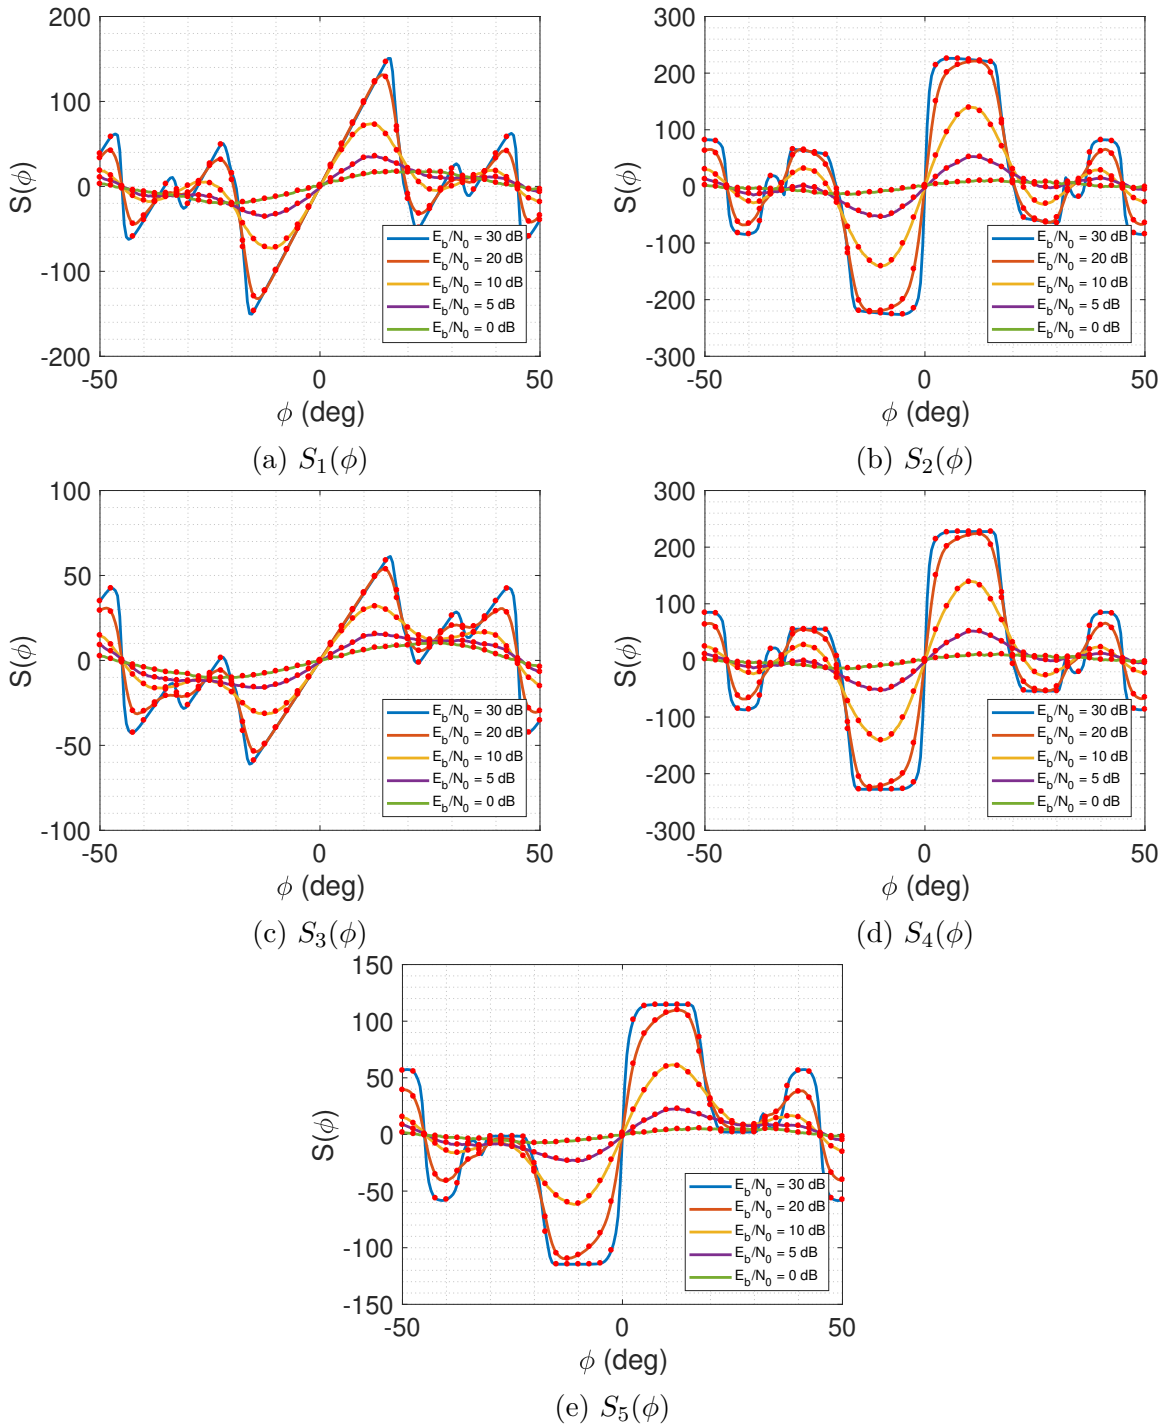 200
100
0
-100
-200
S(ϕ)
-50 0 50
ϕ (deg)
E_b/N_0 = 30 dB
E_b/N_0 = 20 dB
E_b/N_0 = 10 dB
E_b/N_0 = 5 dB
E_b/N_0 = 0 dB
(a) S_1(ϕ)
300
200
100
0
-100
-200
-300
S(ϕ)
-50 0 50
ϕ (deg)
E_b/N_0 = 30 dB
E_b/N_0 = 20 dB
E_b/N_0 = 10 dB
E_b/N_0 = 5 dB
E_b/N_0 = 0 dB
(b) S_2(ϕ)
100
50
0
-50
-100
S(ϕ)
-50 0 50
ϕ (deg)
E_b/N_0 = 30 dB
E_b/N_0 = 20 dB
E_b/N_0 = 10 dB
E_b/N_0 = 5 dB
E_b/N_0 = 0 dB
(c) S_3(ϕ)
300
200
100
0
-100
-200
-300
S(ϕ)
-50 0 50
ϕ (deg)
E_b/N_0 = 30 dB
E_b/N_0 = 20 dB
E_b/N_0 = 10 dB
E_b/N_0 = 5 dB
E_b/N_0 = 0 dB
(d) S_4(ϕ)
150
100
50
0
-50
-100
-150
S(ϕ)
-50 0 50
ϕ (deg)
E_b/N_0 = 30 dB
E_b/N_0 = 20 dB
E_b/N_0 = 10 dB
E_b/N_0 = 5 dB
E_b/N_0 = 0 dB
(e) S_5(ϕ)